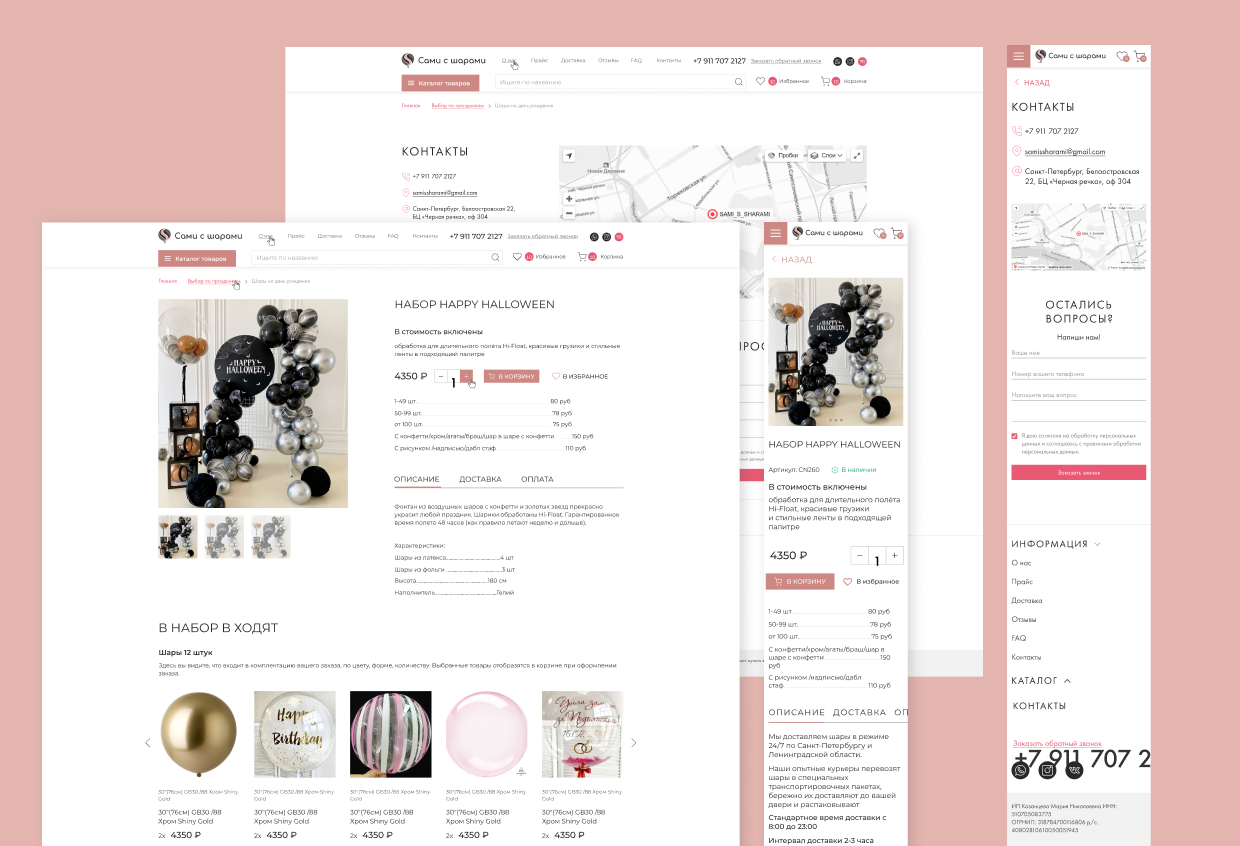 Сами с шарами
О нас
Прайс
Доставка
Отзывы
FAQ
Контакты
+7 911 707 2127
Заказать обратный звонок
Каталог товаров
Ищите по названию
Избранное
Корзина
Главная
Выбор по праздникам
Шары на день рождения
КОНТАКТЫ
+7 911 707 2127
samissharami@gmail.com
Санкт-Петербург, Белоостровская
22, БЦ «Черная речка», оф 304
Новая Деревня
Пробки
Слои
SAMI_S_SHARAMI
Сами с шарами
О нас
Прайс
Доставка
Отзывы
FAQ
Контакты
+7 911 707 2127
Заказать обратный звонок
Каталог товаров
Ищите по названию
Избранное
Корзина
Главная
Выбор по праздникам
Шары на день рождения
HAPPY
HALLOWEEN
НАБОР HAPPY HALLOWEEN
В стоимость включены
обработка для длительного полёта Hi-Float, красивые грузики и стильные
ленты в подходящей палитре
4350 ₽
−
1
+
В КОРЗИНУ
В ИЗБРАННОЕ
1-49 шт. 80 руб
50-99 шт. 78 руб
от 100 шт. 75 руб
С конфетти/хром/агаты/браш/шар в шаре с конфетти 150 руб
С рисунком /надписью/дабл стаф 110 руб
ОПИСАНИЕ
ДОСТАВКА
ОПЛАТА
Фонтан из воздушных шаров с конфетти и золотых звезд прекрасно
украсит любой праздник. Шарики обработаны Hi-Float. Гарантированное
время полета 48 часов (как правило летают неделю и дольше).
Характеристики:
Шары из латекса 4 шт
Шары из фольги 3 шт
Высота 180 см
Наполнитель Гелий
В НАБОР В ХОДЯТ
Шары 12 штук
Здесь вы видите, что входит в комплектацию вашего заказа, по цвету, форме, количеству. Выбранные товары отобразятся в корзине при оформлении
заказа.
Happy
Birthday
30"(76см) GB30 /88 Хром Shiny
Gold
30"(76см) GB30 /88
Хром Shiny Gold
2x 4350 ₽
30"(76см) GB30 /88 Хром Shiny
Gold
30"(76см) GB30 /88
Хром Shiny Gold
2x 4350 ₽
30"(76см) GB30 /88 Хром Shiny
Gold
30"(76см) GB30 /88
Хром Shiny Gold
2x 4350 ₽
30"(76см) GB30 /88 Хром Shiny
Gold
30"(76см) GB30 /88
Хром Shiny Gold
2x 4350 ₽
30"(76см) GB30 /88 Хром Shiny
Gold
30"(76см) GB30 /88
Хром Shiny Gold
2x 4350 ₽
Сами с шарами
НАЗАД
HAPPY
HALLOWEEN
НАБОР HAPPY HALLOWEEN
Артикул: CN260
В наличии
В стоимость включены
обработка для длительного полёта
Hi-Float, красивые грузики
и стильные ленты в подходящей
палитре
4350 ₽
−
1
+
В КОРЗИНУ
В избранное
1-49 шт. 80 руб
50-99 шт. 78 руб
от 100 шт. 75 руб
С конфетти/хром/агаты/браш/шар в
шаре с конфетти 150
руб
С рисунком /надписью/дабл
стаф 110 руб
ОПИСАНИЕ
ДОСТАВКА
ОП
Мы доставляем шары в режиме
24/7 по Санкт-Петербургу и
Ленинградской области.
Наши опытные курьеры перевозят
шары в специальных
транспортировочных пакетах,
бережно их доставляют до вашей
двери и распаковывают
Стандартное время доставки с
8:00 до 23:00
Интервал доставки 2-3 часа
Сами с шарами
НАЗАД
КОНТАКТЫ
+7 911 707 2127
samissharami@gmail.com
Санкт-Петербург, Белоостровская
22, БЦ «Черная речка», оф 304
ОСТАЛИСЬ
ВОПРОСЫ?
Напиши нам!
Ваше имя
Номер вашего телефона
Напишите ваш вопрос
Я даю согласие на обработку персональных
данных и соглашаюсь с правилами обработки
персональных данных.
Заказать звонок
ИНФОРМАЦИЯ
О нас
Прайс
Доставка
Отзывы
FAQ
Контакты
КАТАЛОГ
КОНТАКТЫ
Заказать обратный звонок
+7 911 707 2
ИП Казанцева Мария Николаевна ИНН:
510703083775
ОГРНИП: 318784700116806 р/с.
40802810610050051945